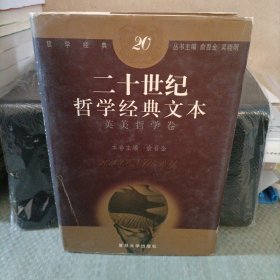 哲学经典
20
丛书主编 俞吾金 吴晓明
二十世纪
哲学经典文本
英美哲学卷
本卷主编 俞吾金
复旦大学出版社